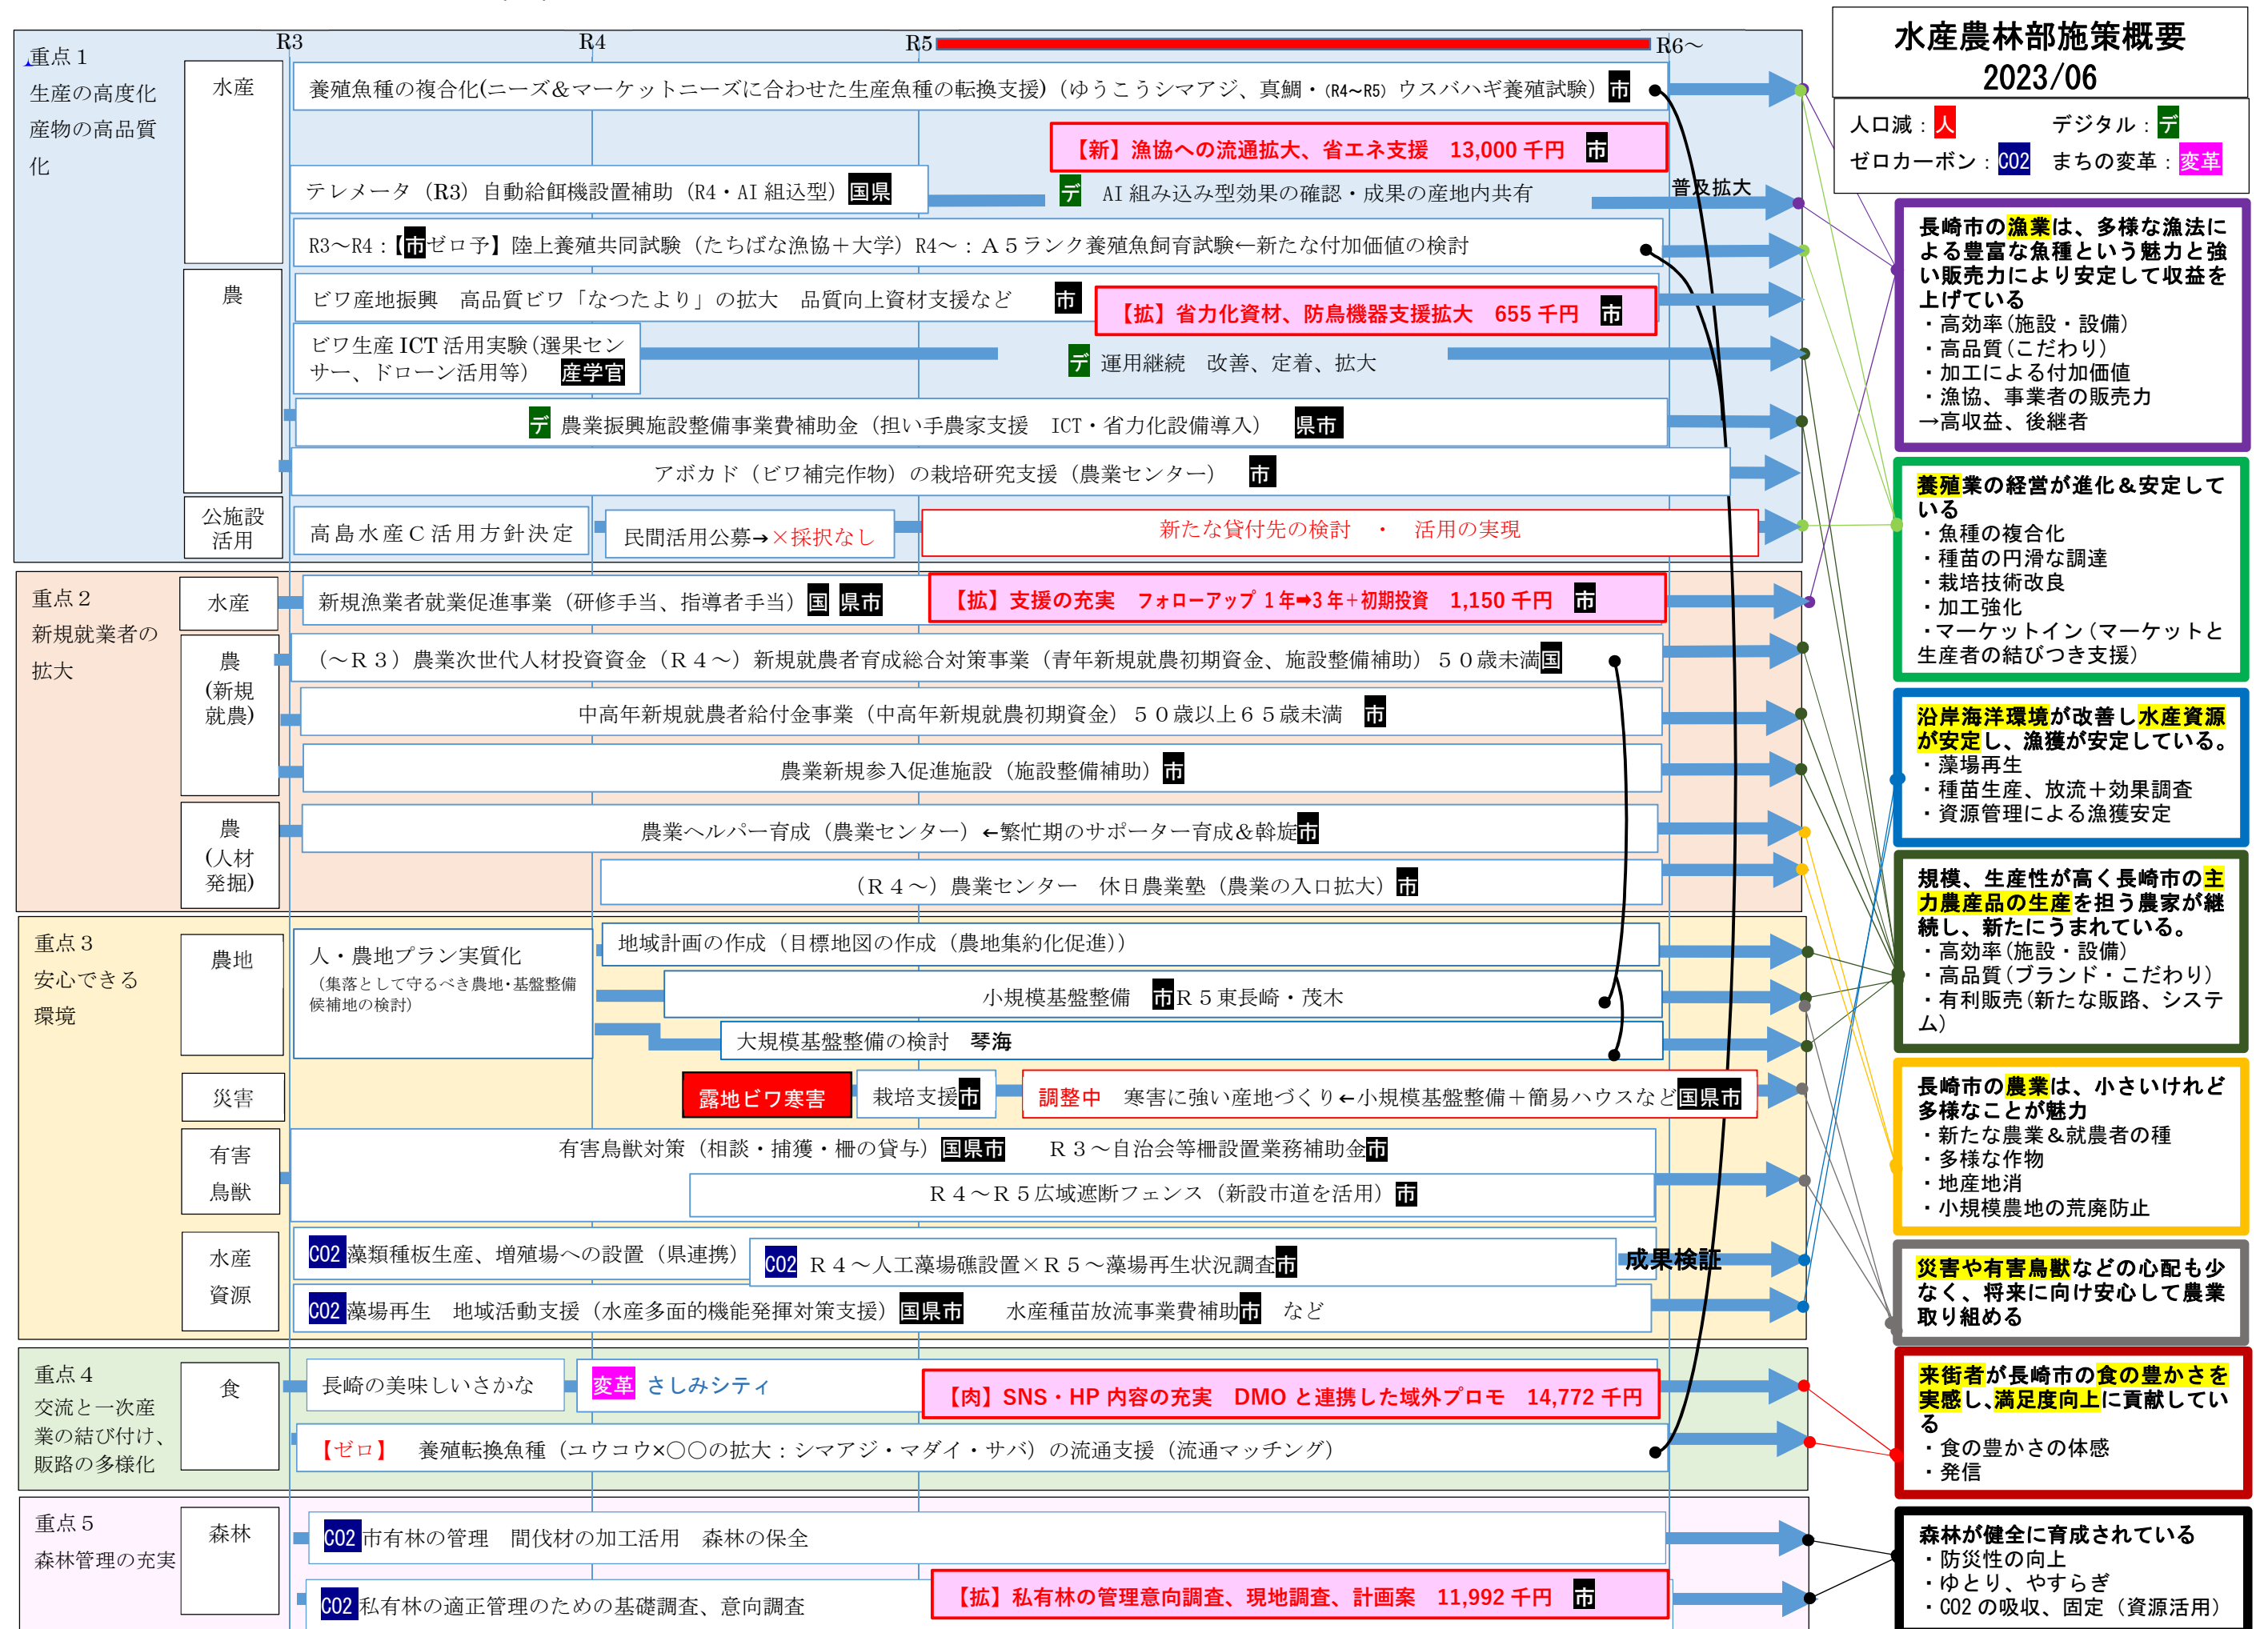 水産農林部施策概要
2023/06
人口減：人　デジタル：デ
ゼロカーボン：CO2　まちの変革：変革
R3　R4　R5　R6～
重点１
生産の高度化
産物の高品質
化
水産
養殖魚種の複合化(ニーズ＆マーケットニーズに合わせた生産魚種の転換支援)（ゆうこうシマアジ、真鯛・(R4～R5) ウスバハギ養殖試験）市
【新】漁協への流通拡大、省エネ支援　13,000 千円　市
テレメータ（R3）自動給餌機設置補助（R4・AI 組込型）国県
デ　AI 組み込み型効果の確認・成果の産地内共有
普及拡大
R3～R4：【市ゼロ予】陸上養殖共同試験（たちばな漁協＋大学）R4～：Ａ５ランク養殖魚飼育試験←新たな付加価値の検討
農
ビワ産地振興　高品質ビワ「なつたより」の拡大　品質向上資材支援など　市
【拡】省力化資材、防鳥機器支援拡大　655 千円　市
ビワ生産 ICT 活用実験（選果セン
サー、ドローン活用等）　産学官
デ 運用継続　改善、定着、拡大
デ 農業振興施設整備事業費補助金（担い手農家支援　ICT・省力化設備導入）　県市
アボカド（ビワ補完作物）の栽培研究支援（農業センター）　市
公施設
活用
高島水産Ｃ活用方針決定
民間活用公募→×採択なし
新たな貸付先の検討　・　活用の実現
重点２
新規就業者の
拡大
水産
新規漁業者就業促進事業（研修手当、指導者手当）国 県市
【拡】支援の充実　フォローアップ １年➡3 年＋初期投資　1,150 千円　市
農
(新規
就農)
（～Ｒ３）農業次世代人材投資資金（Ｒ４～）新規就農者育成総合対策事業（青年新規就農初期資金、施設整備補助）５０歳未満国
中高年新規就農者給付金事業（中高年新規就農初期資金）５０歳以上６５歳未満　市
農業新規参入促進施設（施設整備補助）市
農
(人材
発掘)
農業ヘルパー育成（農業センター）←繁忙期のサポーター育成＆斡旋市
（Ｒ４～）農業センター　休日農業塾（農業の入口拡大）市
重点３
安心できる
環境
農地
人・農地プラン実質化
（集落として守るべき農地・基盤整備
候補地の検討）
地域計画の作成（目標地図の作成（農地集約化促進））
小規模基盤整備　市Ｒ５東長崎・茂木
大規模基盤整備の検討　琴海
災害
露地ビワ寒害
栽培支援市
調整中　寒害に強い産地づくり←小規模基盤整備＋簡易ハウスなど国県市
有害
鳥獣
有害鳥獣対策（相談・捕獲・柵の貸与）国県市　　Ｒ３～自治会等柵設置業務補助金市
Ｒ４～Ｒ５広域遮断フェンス（新設市道を活用）市
水産
資源
CO2 藻類種板生産、増殖場への設置（県連携）
CO2 Ｒ４～人工藻場礁設置×Ｒ５～藻場再生状況調査市
成果検証
CO2 藻場再生　地域活動支援（水産多面的機能発揮対策支援）国県市　　水産種苗放流事業費補助市　など
重点４
交流と一次産
業の結び付け、
販路の多様化
食
長崎の美味しいさかな
変革 さしみシティ
【肉】SNS・HP 内容の充実　DMO と連携した域外プロモ　14,772 千円
【ゼロ】　養殖転換魚種（ユウコウ×〇〇の拡大：シマアジ・マダイ・サバ）の流通支援（流通マッチング）
重点５
森林管理の充実
森林
CO2 市有林の管理　間伐材の加工活用　森林の保全
CO2 私有林の適正管理のための基礎調査、意向調査
【拡】私有林の管理意向調査、現地調査、計画案　11,992 千円　市
長崎市の漁業は、多様な漁法に
よる豊富な魚種という魅力と強
い販売力により安定して収益を
上げている
・高効率(施設・設備)
・高品質(こだわり)
・加工による付加価値
・漁協、事業者の販売力
→高収益、後継者
養殖業の経営が進化＆安定して
いる
・魚種の複合化
・種苗の円滑な調達
・栽培技術改良
・加工強化
・マーケットイン(マーケットと
生産者の結びつき支援)
沿岸海洋環境が改善し水産資源
が安定し、漁獲が安定している。
・藻場再生
・種苗生産、放流＋効果調査
・資源管理による漁獲安定
規模、生産性が高く長崎市の主
力農産品の生産を担う農家が継
続し、新たにうまれている。
・高効率(施設・設備)
・高品質(ブランド・こだわり)
・有利販売(新たな販路、システ
ム)
長崎市の農業は、小さいけれど
多様なことが魅力
・新たな農業＆就農者の種
・多様な作物
・地産地消
・小規模農地の荒廃防止
災害や有害鳥獣などの心配も少
なく、将来に向け安心して農業
取り組める
来街者が長崎市の食の豊かさを
実感し、満足度向上に貢献してい
る
・食の豊かさの体感
・発信
森林が健全に育成されている
・防災性の向上
・ゆとり、やすらぎ
・CO2 の吸収、固定（資源活用）